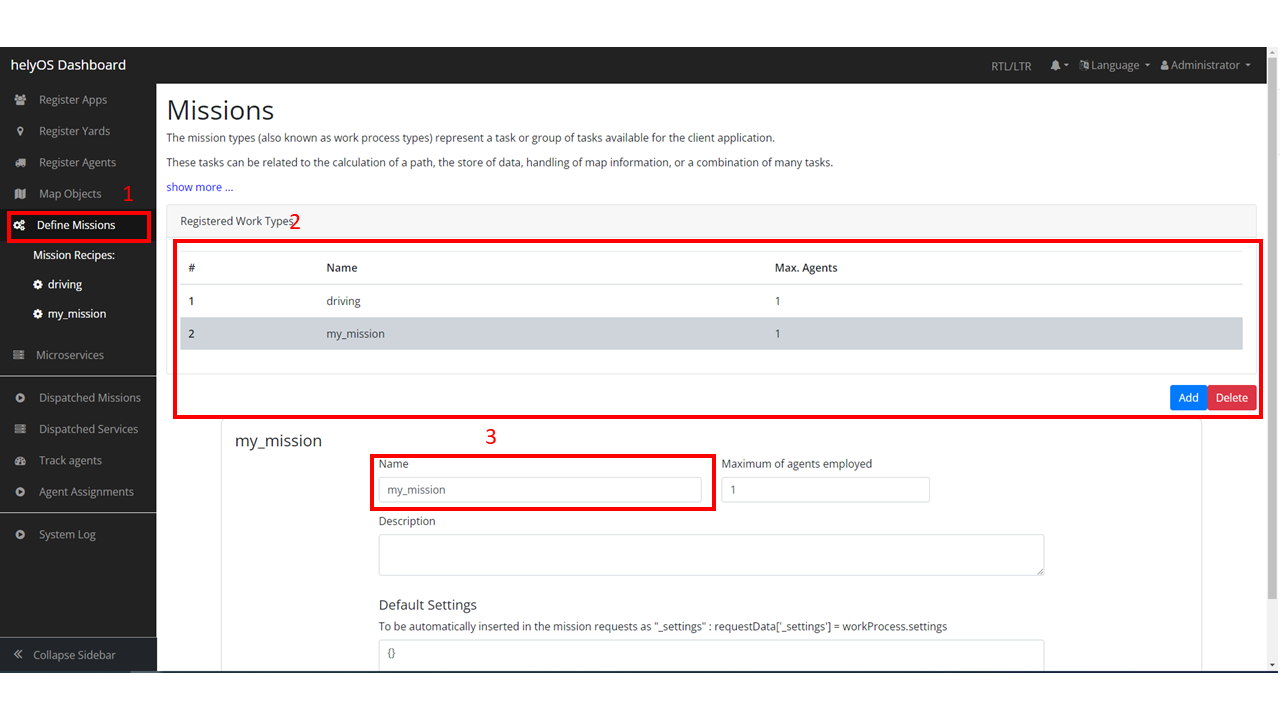 helyOS Dashboard
RTL/LTR
Language
Administrator
Register Apps
Register Yards
Register Agents
Map Objects
1
Define Missions
Mission Recipes:
driving
my_mission
Microservices
Dispatched Missions
Dispatched Services
Track agents
Agent Assignments
System Log
Collapse Sidebar
Missions
The mission types (also known as work process types) represent a task or group of tasks available for the client application.
These tasks can be related to the calculation of a path, the store of data, handling of map information, or a combination of many tasks.
show more ...
Registered Work Types
2
# Name Max. Agents
1 driving 1
2 my_mission 1
Add Delete
my_mission
3
Name Maximum of agents employed
my_mission 1
Description
Default Settings
To be automatically inserted in the mission requests as "_settings" : requestData['_settings'] = workProcess.settings
{}